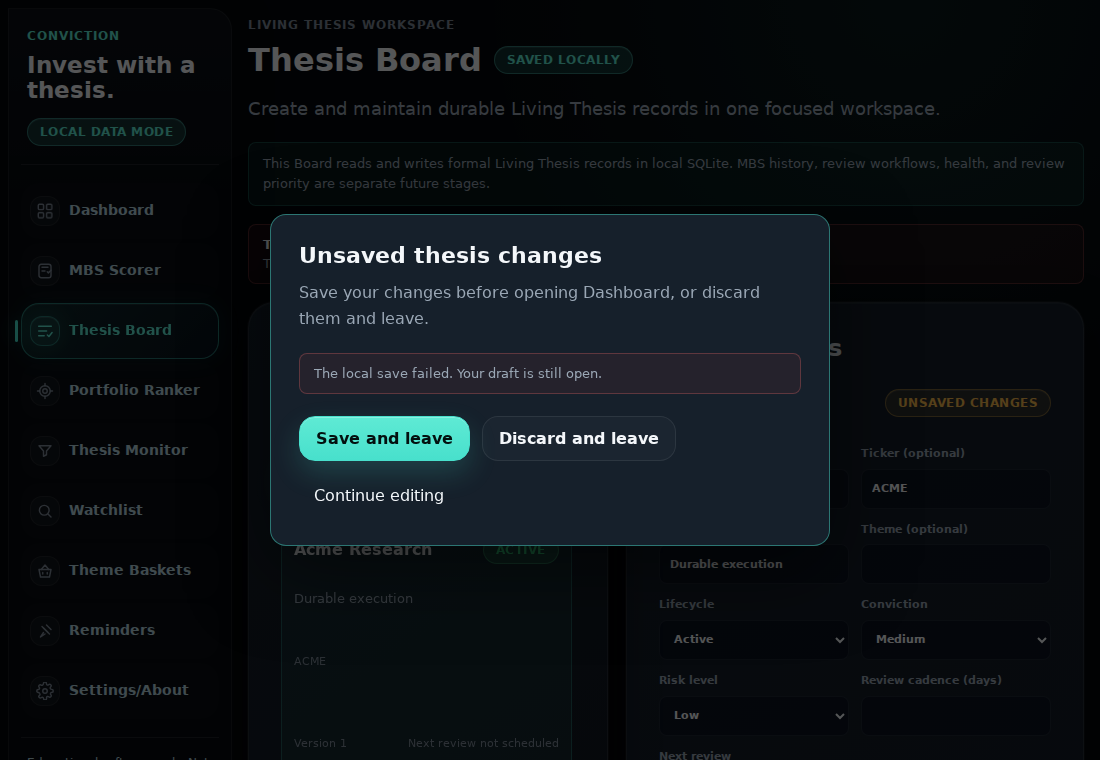 CONVICTION
Invest with a
thesis.
LOCAL DATA MODE
Dashboard
MBS Scorer
Thesis Board
Portfolio Ranker
Thesis Monitor
Watchlist
Theme Baskets
Reminders
Settings/About
LIVING THESIS WORKSPACE
Thesis Board
SAVED LOCALLY
Create and maintain durable Living Thesis records in one focused workspace.
This Board reads and writes formal Living Thesis records in local SQLite. MBS history, review workflows, health, and review
priority are separate future stages.
Unsaved thesis changes
Save your changes before opening Dashboard, or discard
them and leave.
The local save failed. Your draft is still open.
Save and leave
Discard and leave
Continue editing
Acme Research
ACTIVE
Durable execution
ACME
Version 1
Next review not scheduled
UNSAVED CHANGES
Ticker (optional)
ACME
Theme (optional)
Durable execution
Lifecycle
Conviction
Active
Medium
Risk level
Review cadence (days)
Low
Next review